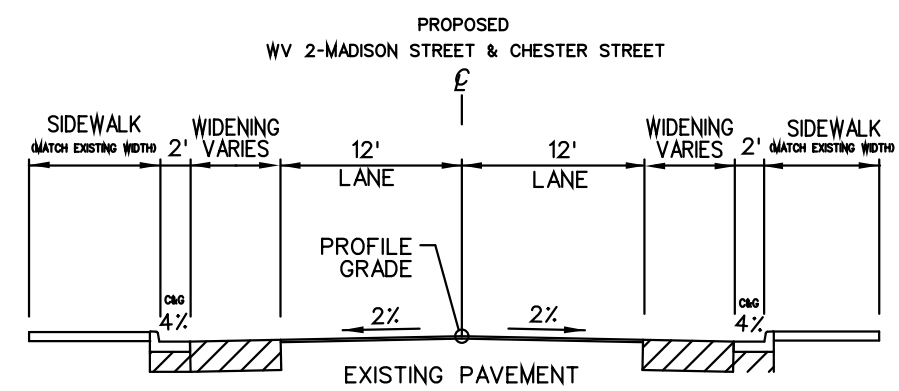 PROPOSED
WV 2-MADISON STREET & CHESTER STREET
℄
SIDEWALK
(MATCH EXISTING WIDTH)
2'
WIDENING
VARIES
12'
LANE
12'
LANE
WIDENING
VARIES
2'
SIDEWALK
(MATCH EXISTING WIDTH)
PROFILE
GRADE
C&G
4%
2%
2%
C&G
4%
EXISTING PAVEMENT